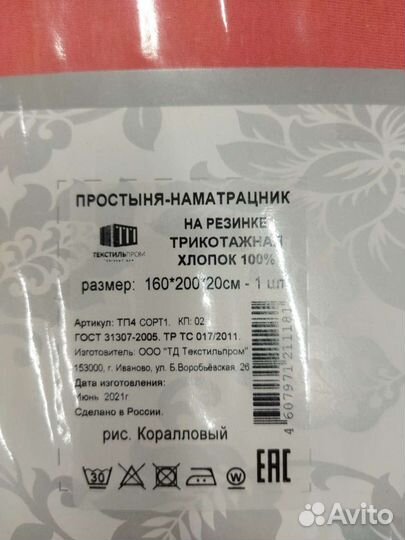 ПРОСТЫНЯ-НАМАТРАЦНИК
НА РЕЗИНКЕ
ТРИКОТАЖНАЯ
ХЛОПОК 100%
ТЕКСТИЛЬПРОМ
размер: 160*200*20см - 1 шт
Артикул: ТП4 СОРТ1. КП: 02
ГОСТ 31307-2005. ТР ТС 017/2011.
Изготовитель: ООО "ТД Текстильпром"
153000, г. Иваново, ул. Б.Воробьёвская, 26
Дата изготовления:
Июнь 2021г
Сделано в России.
рис. Коралловый
4607971211181
30
W
EAC
Avito